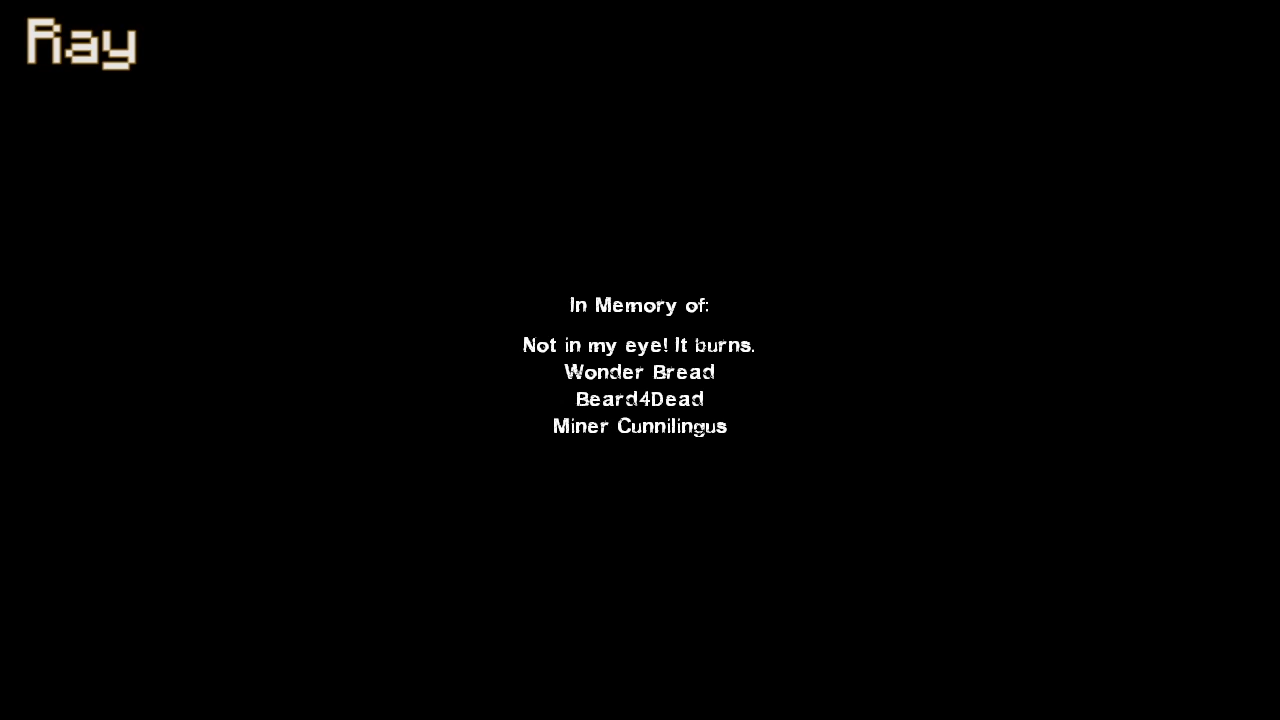 Ray
In Memory of:
Not in my eye! It burns.
Wonder Bread
Beard4Dead
Miner Cunnilingus